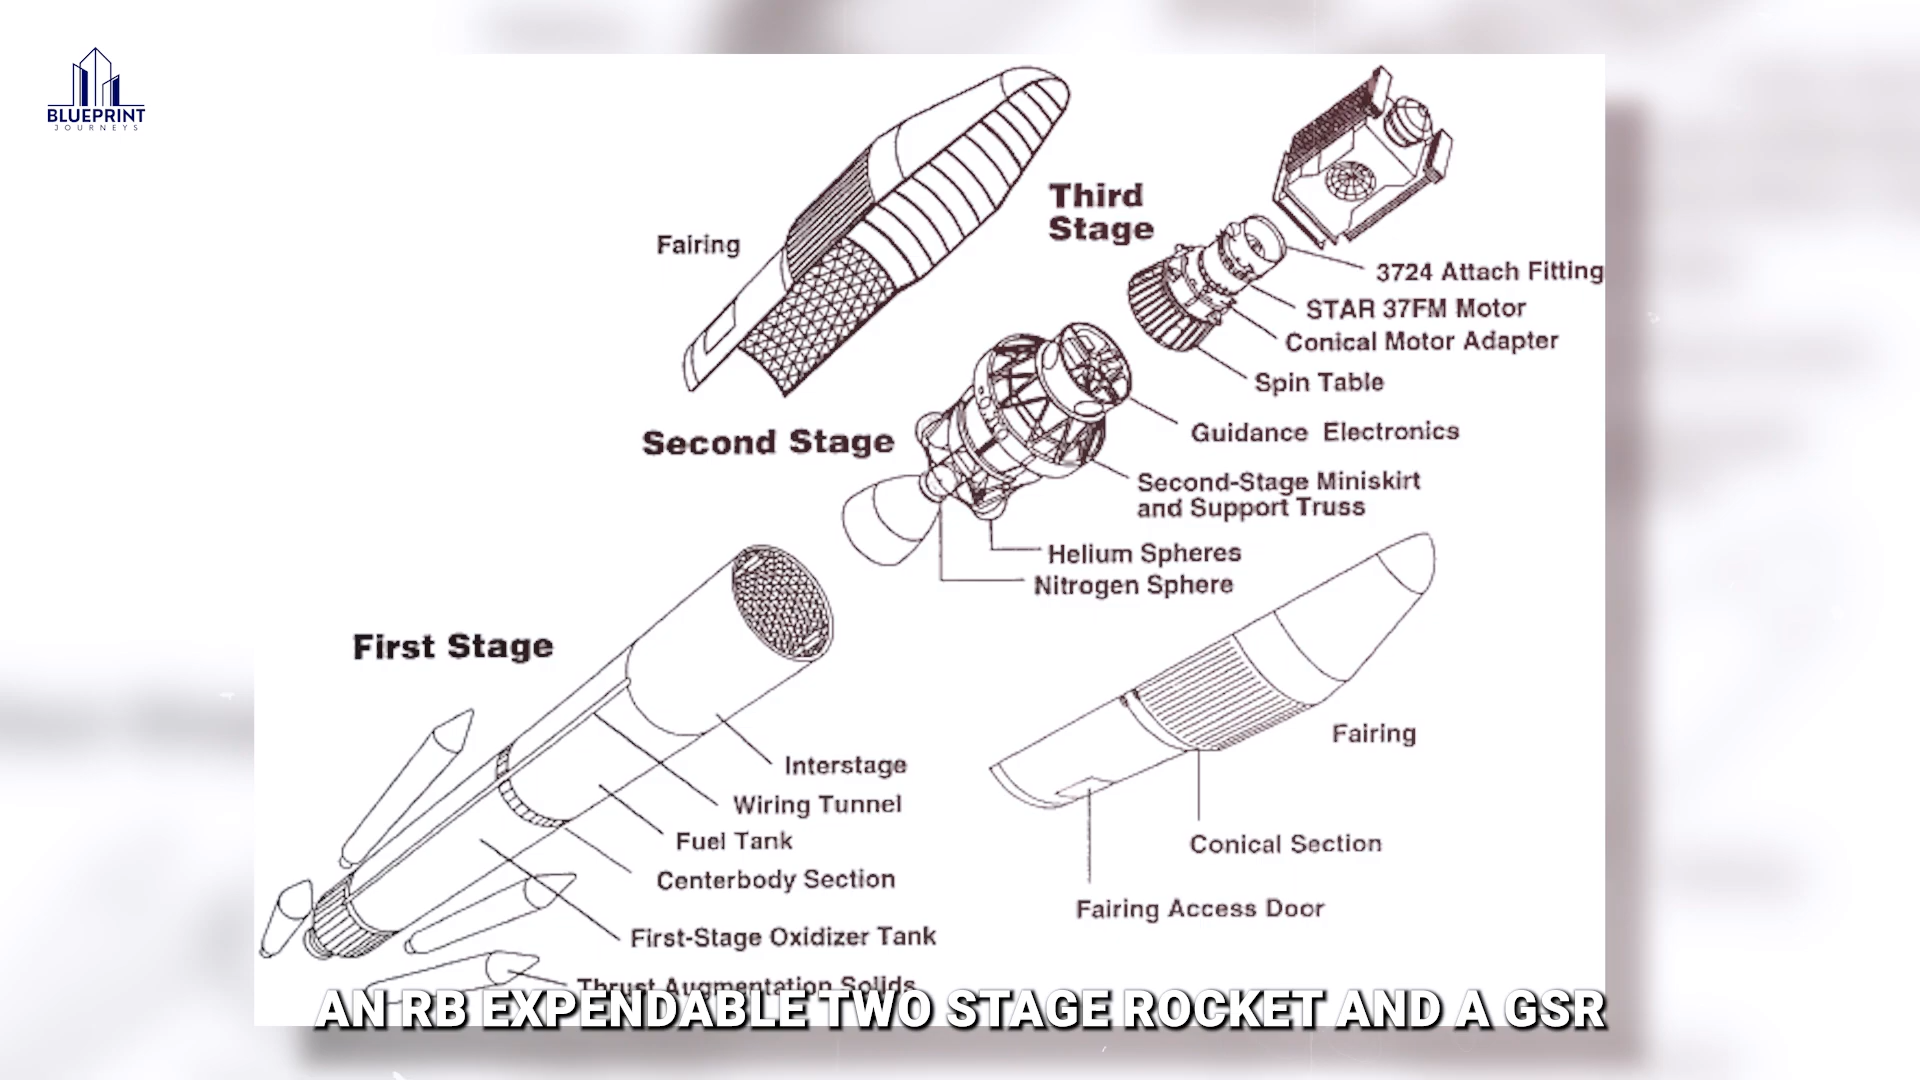 BLUEPRINT
JOURNEYS
Third
Stage
Fairing
3724 Attach Fitting
STAR 37FM Motor
Conical Motor Adapter
Spin Table
Guidance Electronics
Second Stage
Second-Stage Miniskirt
and Support Truss
Helium Spheres
Nitrogen Sphere
First Stage
Fairing
Interstage
Wiring Tunnel
Fuel Tank
Conical Section
Centerbody Section
Fairing Access Door
First-Stage Oxidizer Tank
Thrust Augmentation Solids
AN RB EXPENDABLE TWO STAGE ROCKET AND A GSR